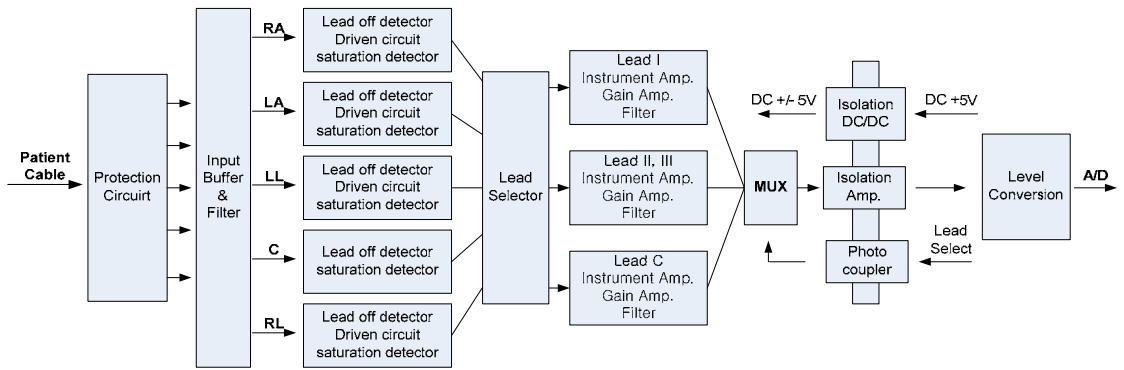 Patient
Cable
Protection
Circuirt
Input
Buffer
&
Filter
RA
LA
LL
C
RL
Lead off detector
Driven circuit
saturation detector
Lead off detector
Driven circuit
saturation detector
Lead off detector
Driven circuit
saturation detector
Lead off detector
saturation detector
Lead off detector
Driven circuit
saturation detector
Lead
Selector
Lead I
Instrument Amp.
Gain Amp.
Filter
Lead II, III
Instrument Amp.
Gain Amp.
Filter
Lead C
Instrument Amp.
Gain Amp.
Filter
MUX
DC +/- 5V
Isolation
DC/DC
DC +5V
Isolation
Amp.
Photo
coupler
Lead
Select
Level
Conversion
A/D